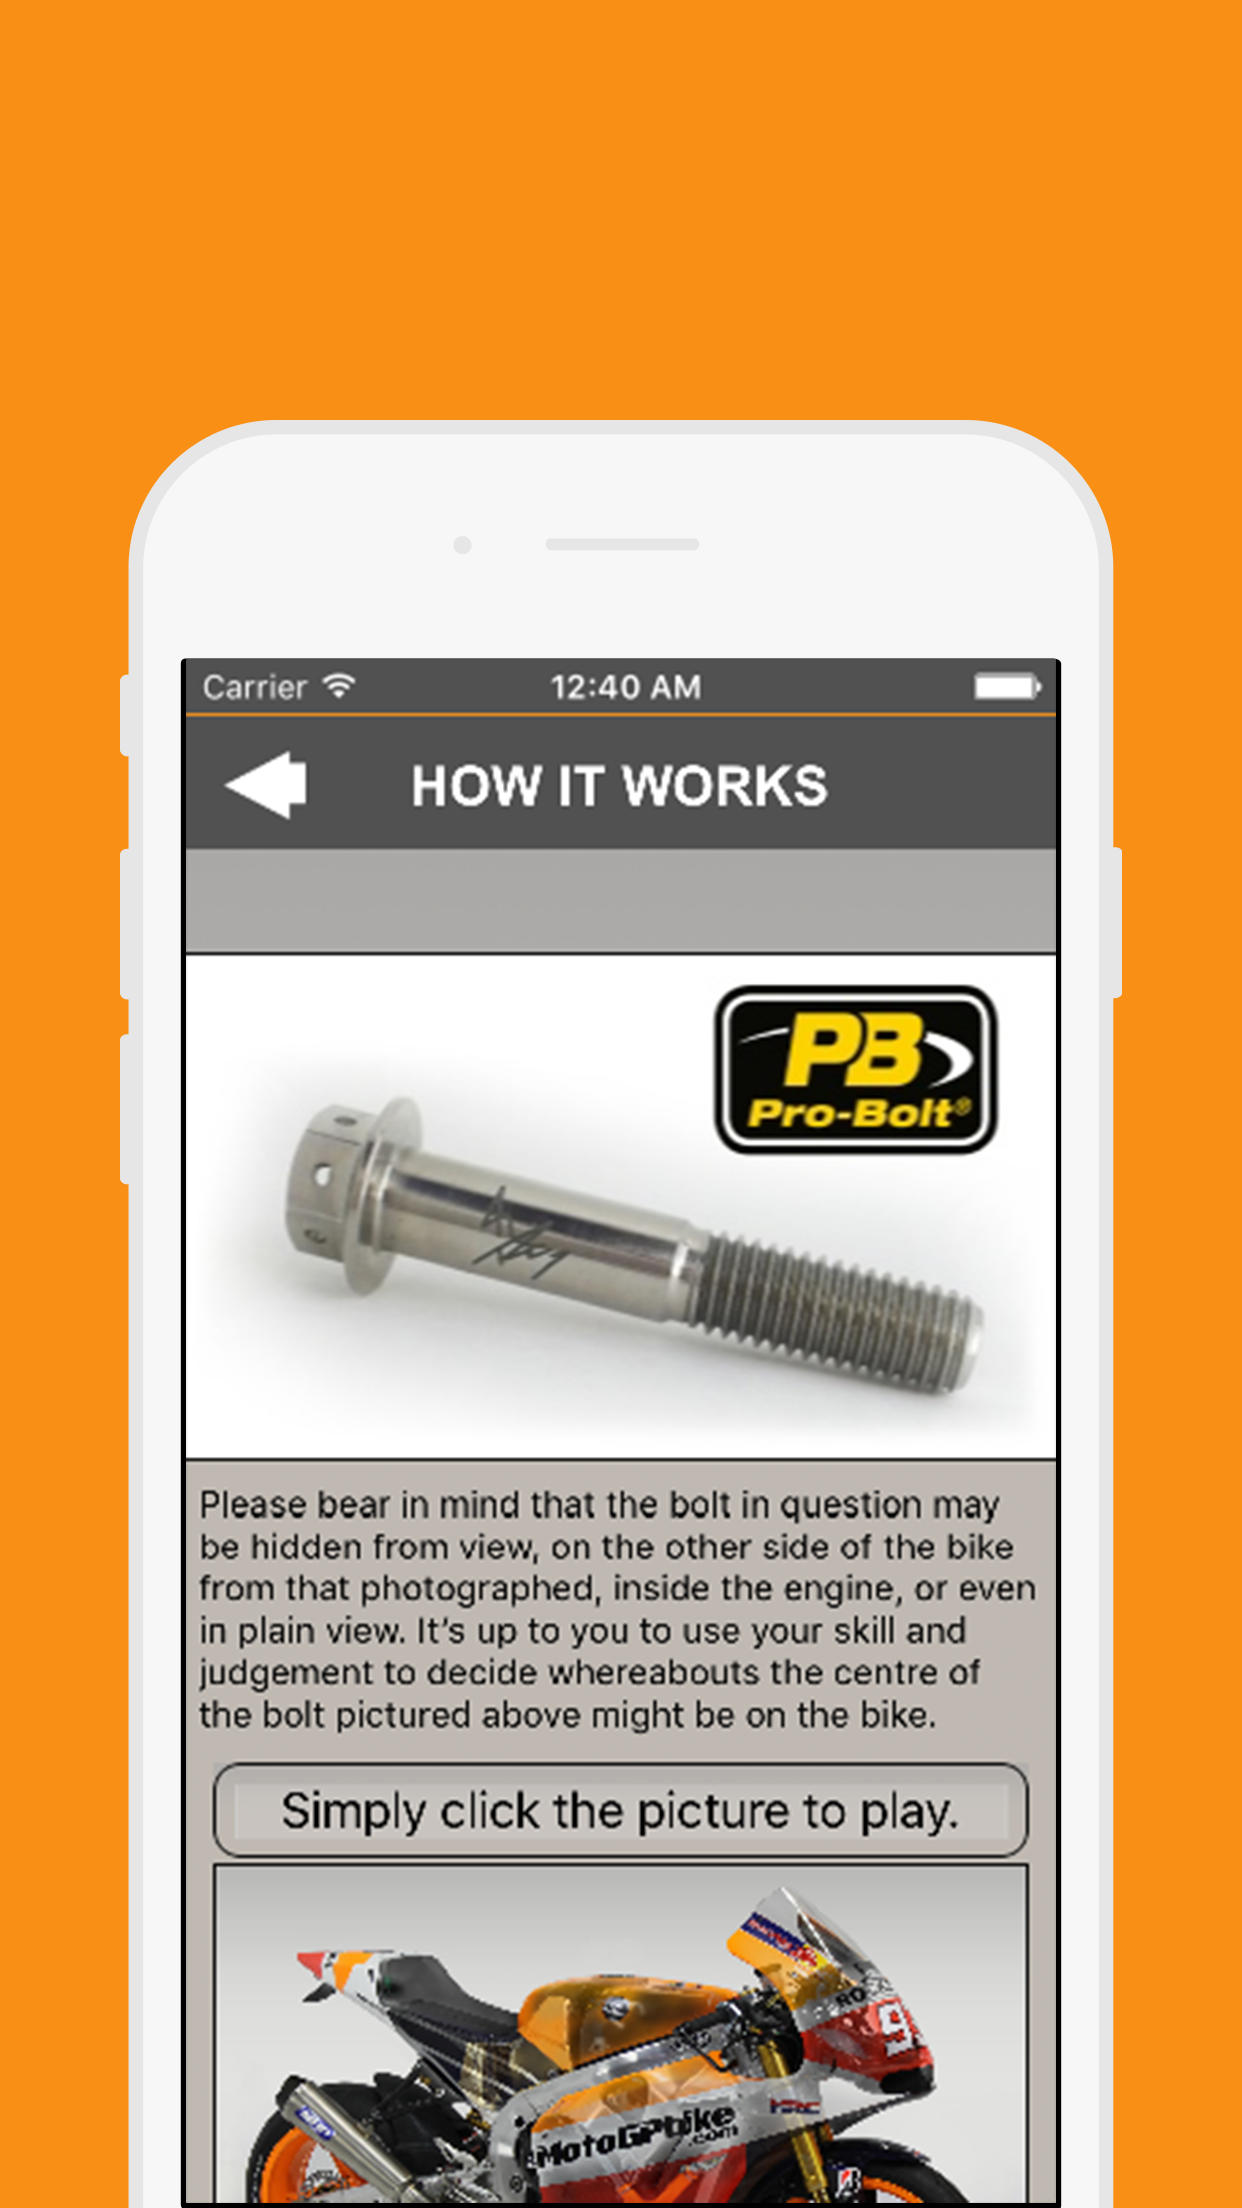 Carrier 12:40 AM
HOW IT WORKS
PB
Pro-Bolt®
Please bear in mind that the bolt in question may
be hidden from view, on the other side of the bike
from that photographed, inside the engine, or even
in plain view. It's up to you to use your skill and
judgement to decide whereabouts the centre of
the bolt pictured above might be on the bike.
Simply click the picture to play.
HRC
MotoGPbike
.com